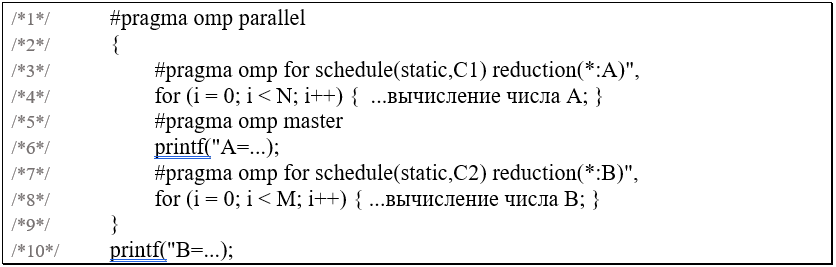 /*1*/ #pragma omp parallel
/*2*/ {
/*3*/ #pragma omp for schedule(static,C1) reduction(*:A)",
/*4*/ for (i = 0; i < N; i++) { ...вычисление числа A; }
/*5*/ #pragma omp master
/*6*/ printf("A=...);
/*7*/ #pragma omp for schedule(static,C2) reduction(*:B)",
/*8*/ for (i = 0; i < M; i++) { ...вычисление числа B; }
/*9*/ }
/*10*/ printf("B=...);